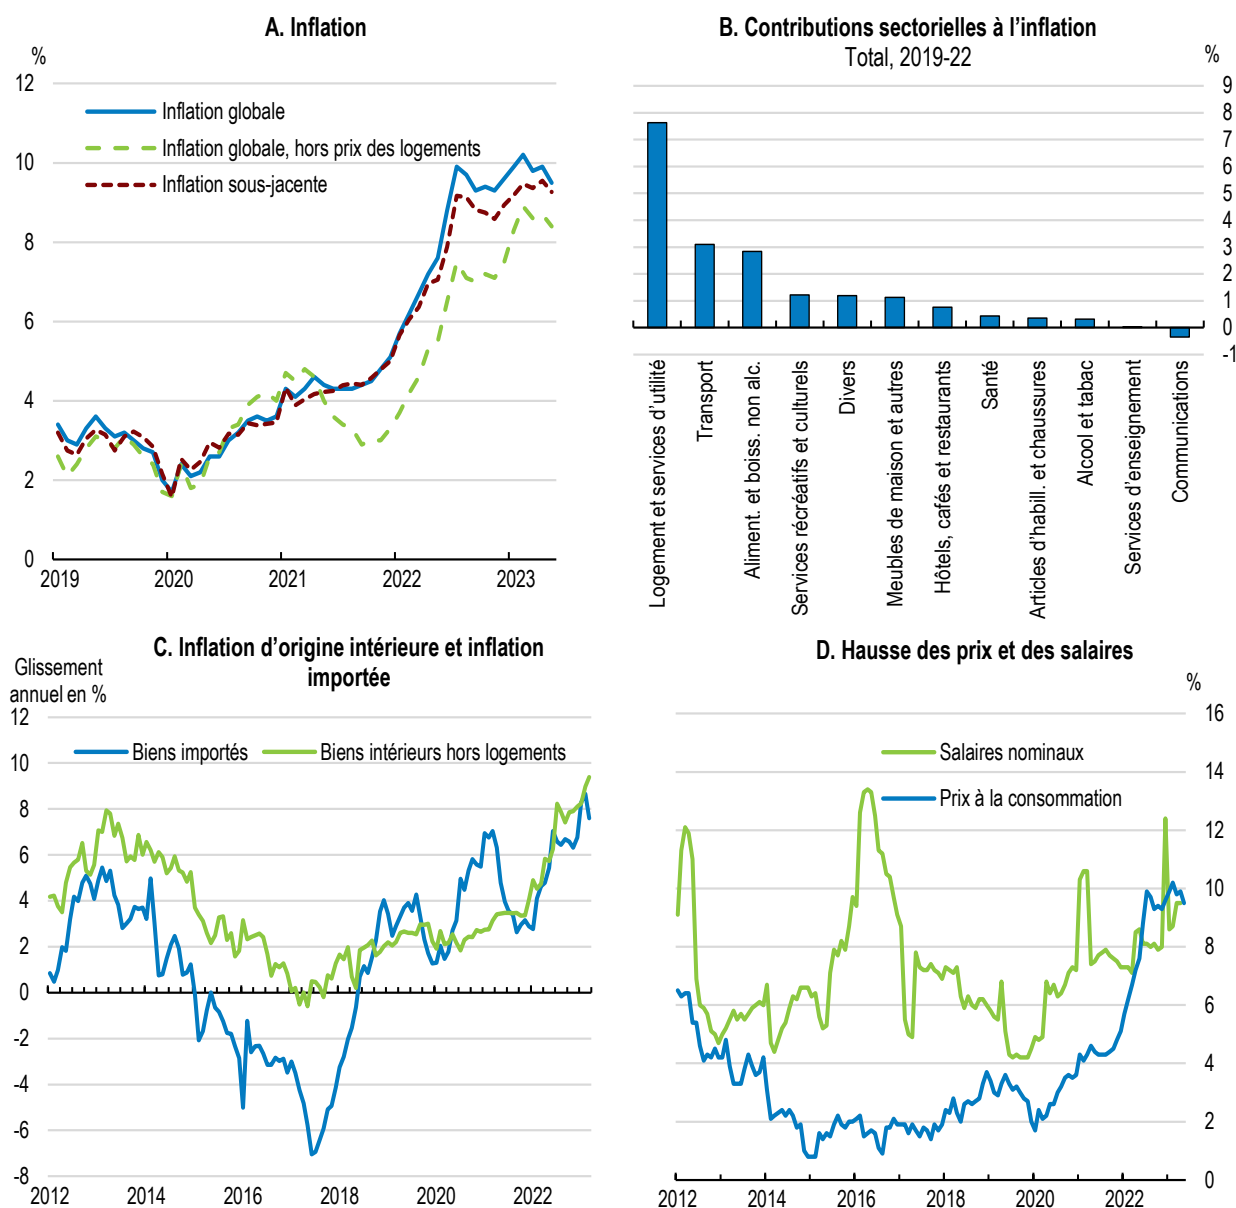 A. Inflation
%
12
10
8
6
4
2
0
Inflation globale
Inflation globale, hors prix des logements
Inflation sous-jacente
2019
2020
2021
2022
2023
B. Contributions sectorielles à l’inflation
Total, 2019-22
%
9
8
7
6
5
4
3
2
1
0
-1
Logement et services d’utilité
Transport
Aliment. et boiss. non alc.
Services récréatifs et culturels
Divers
Meubles de maison et autres
Hôtels, cafés et restaurants
Santé
Articles d’habill. et chaussures
Alcool et tabac
Services d’enseignement
Communications
C. Inflation d’origine intérieure et inflation
importée
Glissement
annuel en %
12
10
8
6
4
2
0
-2
-4
-6
-8
Biens importés
Biens intérieurs hors logements
2012
2014
2016
2018
2020
2022
D. Hausse des prix et des salaires
%
16
14
12
10
8
6
4
2
0
Salaires nominaux
Prix à la consommation
2012
2014
2016
2018
2020
2022